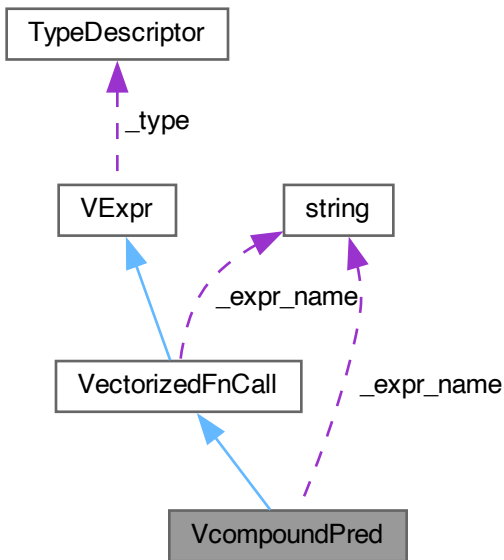 TypeDescriptor
_type
VExpr
string
_expr_name
VectorizedFnCall
_expr_name
VcompoundPred